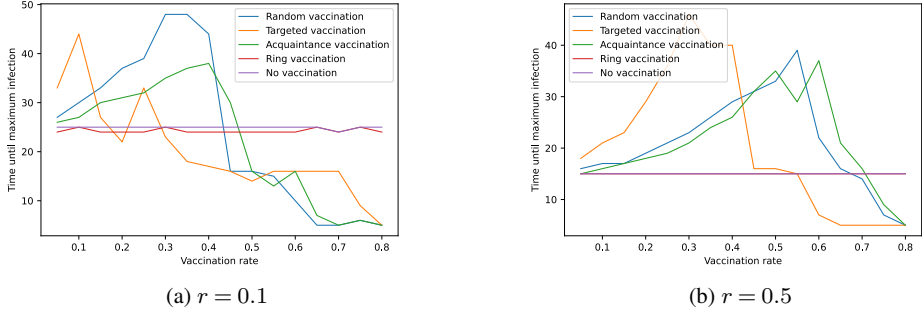 50
40
30
20
10
Time until maximum infection
Random vaccination
Targeted vaccination
Acquaintance vaccination
Ring vaccination
No vaccination
0.1 0.2 0.3 0.4 0.5 0.6 0.7 0.8
Vaccination rate
(a) r = 0.1
40
30
20
10
Time until maximum infection
Random vaccination
Targeted vaccination
Acquaintance vaccination
Ring vaccination
No vaccination
0.1 0.2 0.3 0.4 0.5 0.6 0.7 0.8
Vaccination rate
(b) r = 0.5